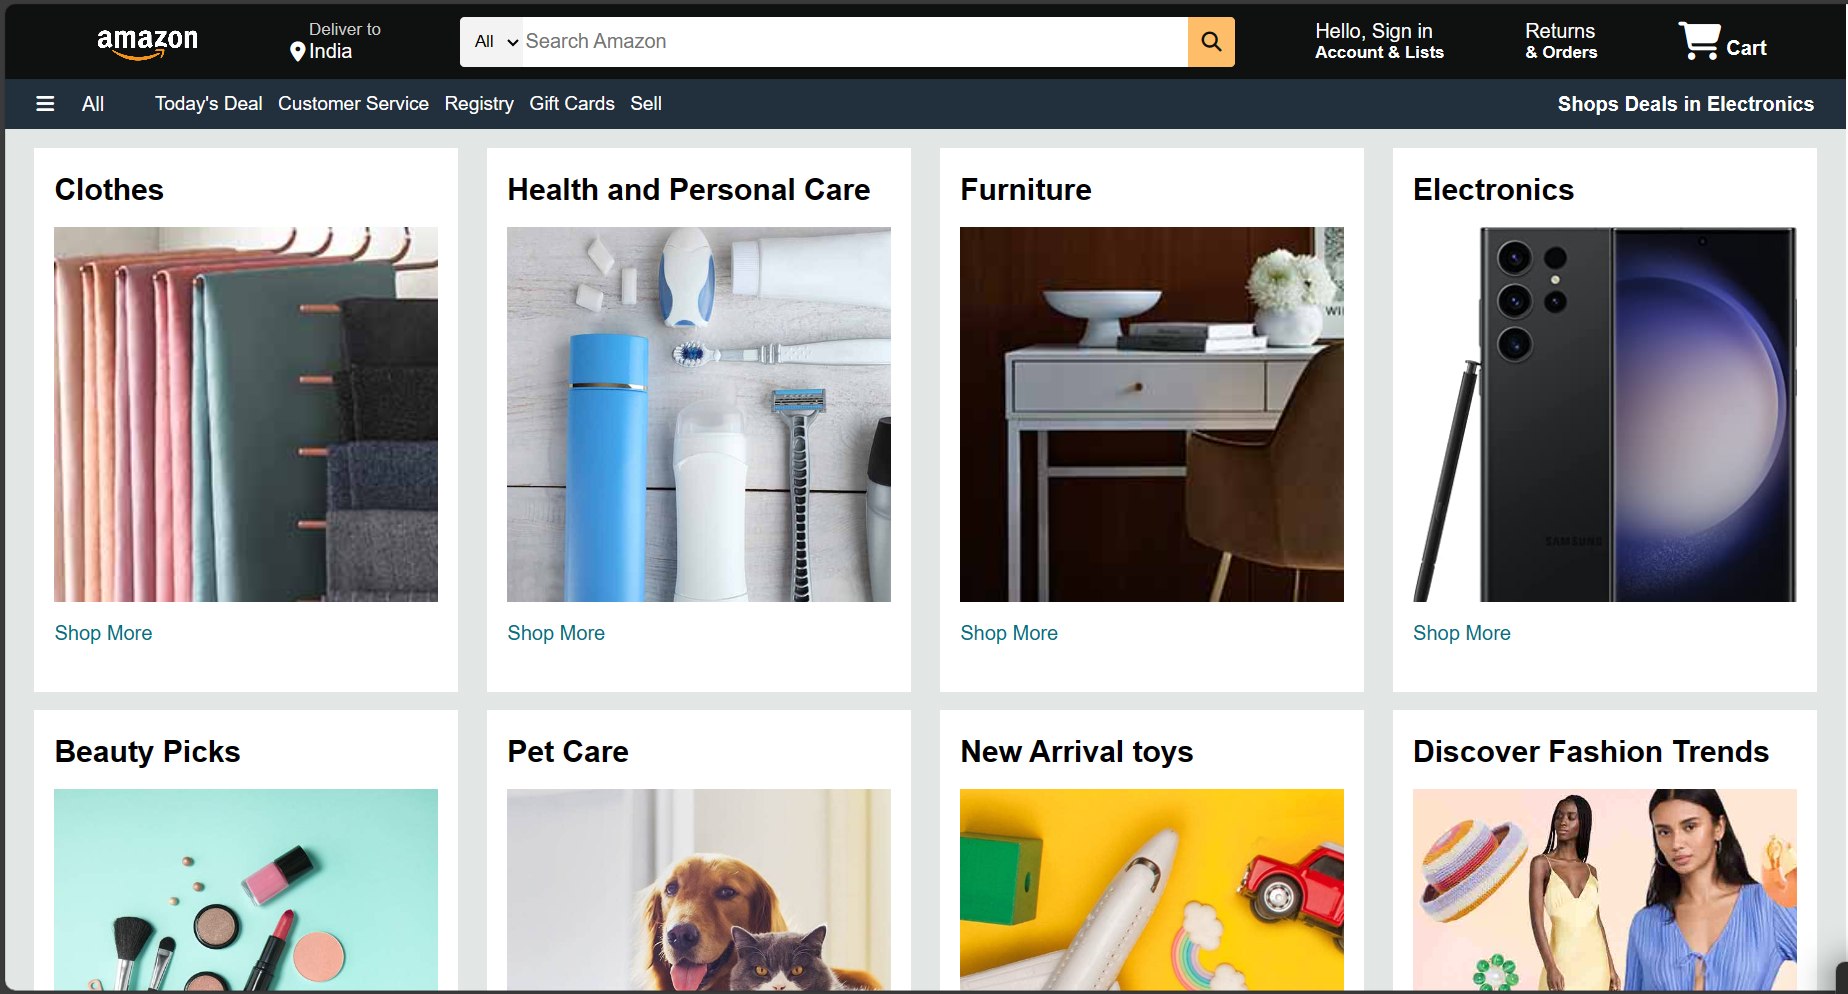 amazon
Deliver to
India
All
Search Amazon
Hello, Sign in
Account & Lists
Returns
& Orders
Cart
All
Today's Deal
Customer Service
Registry
Gift Cards
Sell
Shops Deals in Electronics
Clothes
Health and Personal Care
Furniture
Electronics
WI
SAMSUNG
Shop More
Shop More
Shop More
Shop More
Beauty Picks
Pet Care
New Arrival toys
Discover Fashion Trends